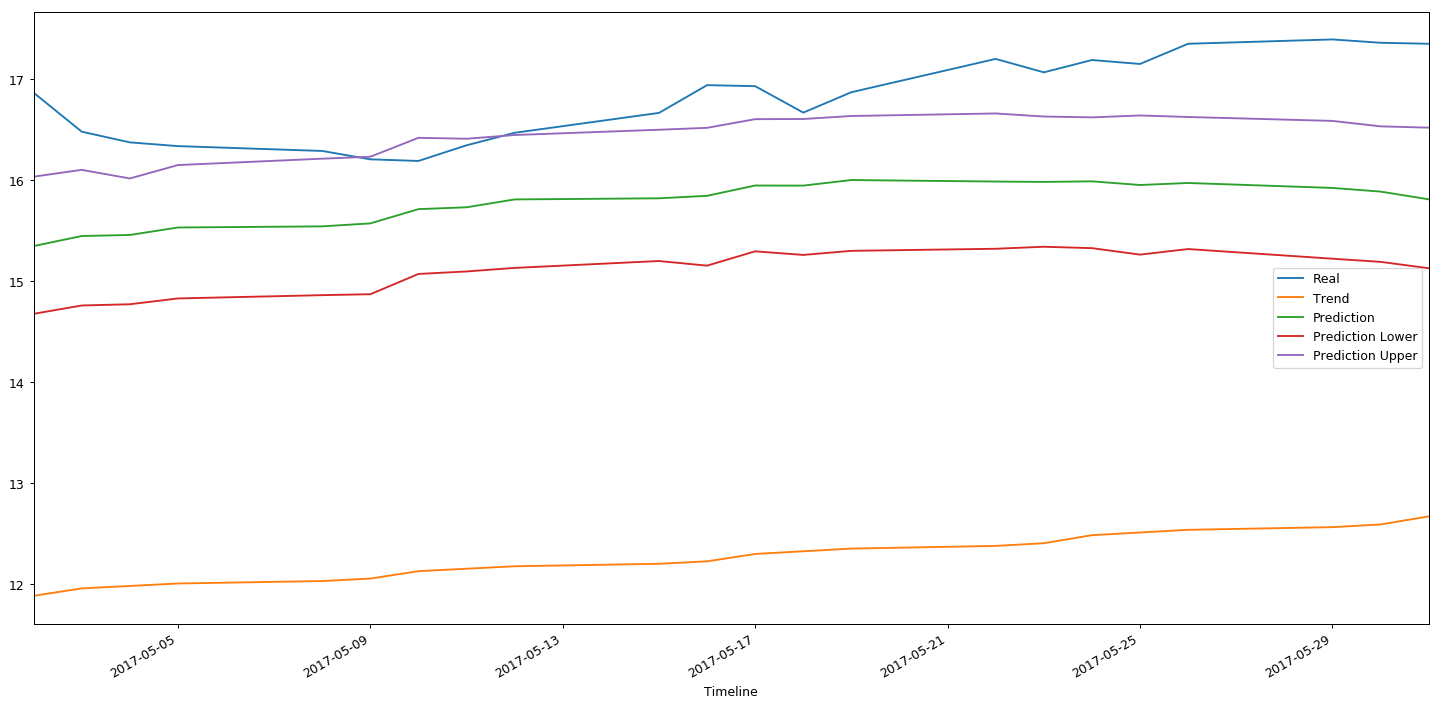 17
16
15
14
13
12
Real
Trend
Prediction
Prediction Lower
Prediction Upper
2017-05-05
2017-05-09
2017-05-13
2017-05-17
2017-05-21
2017-05-25
2017-05-29
Timeline